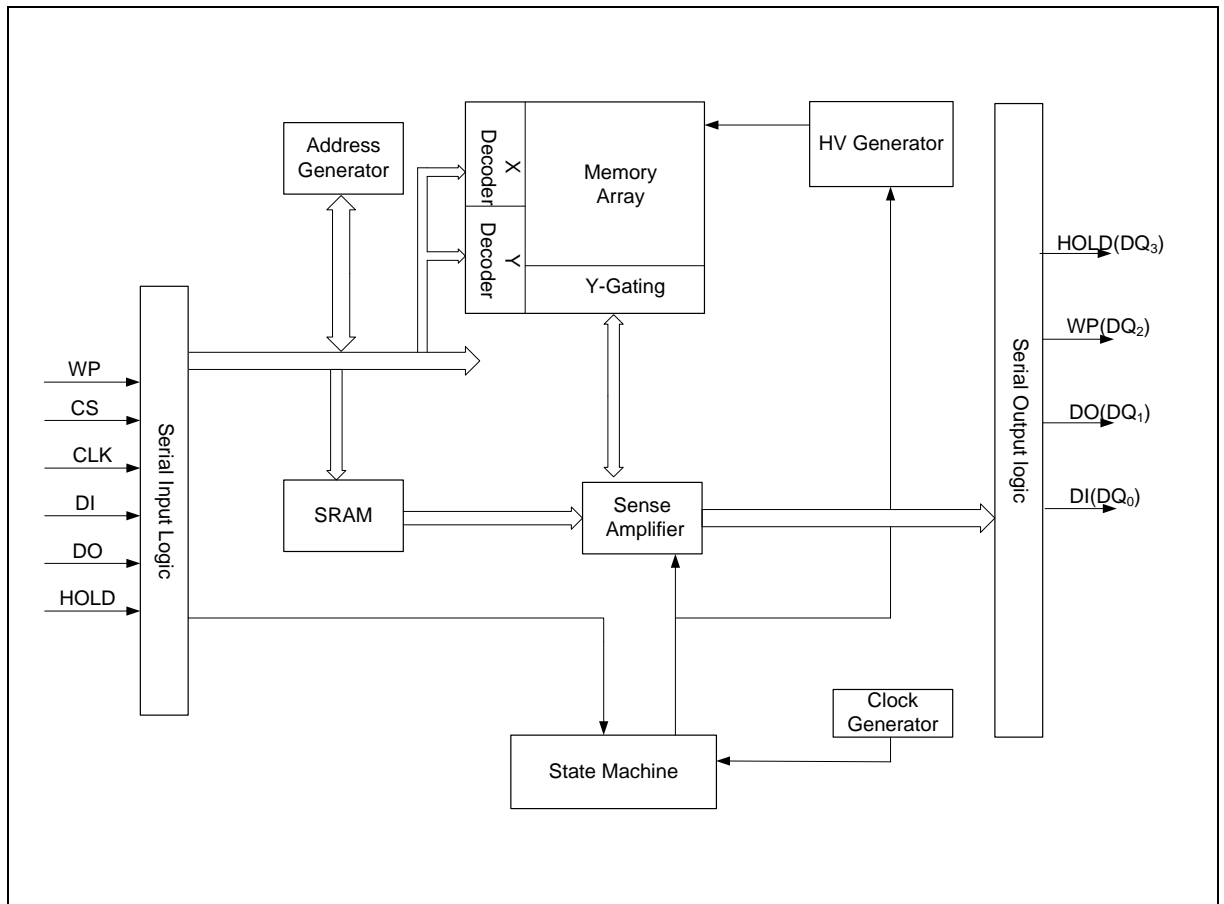 Address
Generator
X
Decoder
Y
Decoder
Memory
Array
Y-Gating
HV Generator
HOLD(DQ₃)
WP(DQ₂)
DO(DQ₁)
DI(DQ₀)
Serial Output logic
WP
CS
CLK
DI
DO
HOLD
Serial Input Logic
SRAM
Sense
Amplifier
Clock
Generator
State Machine